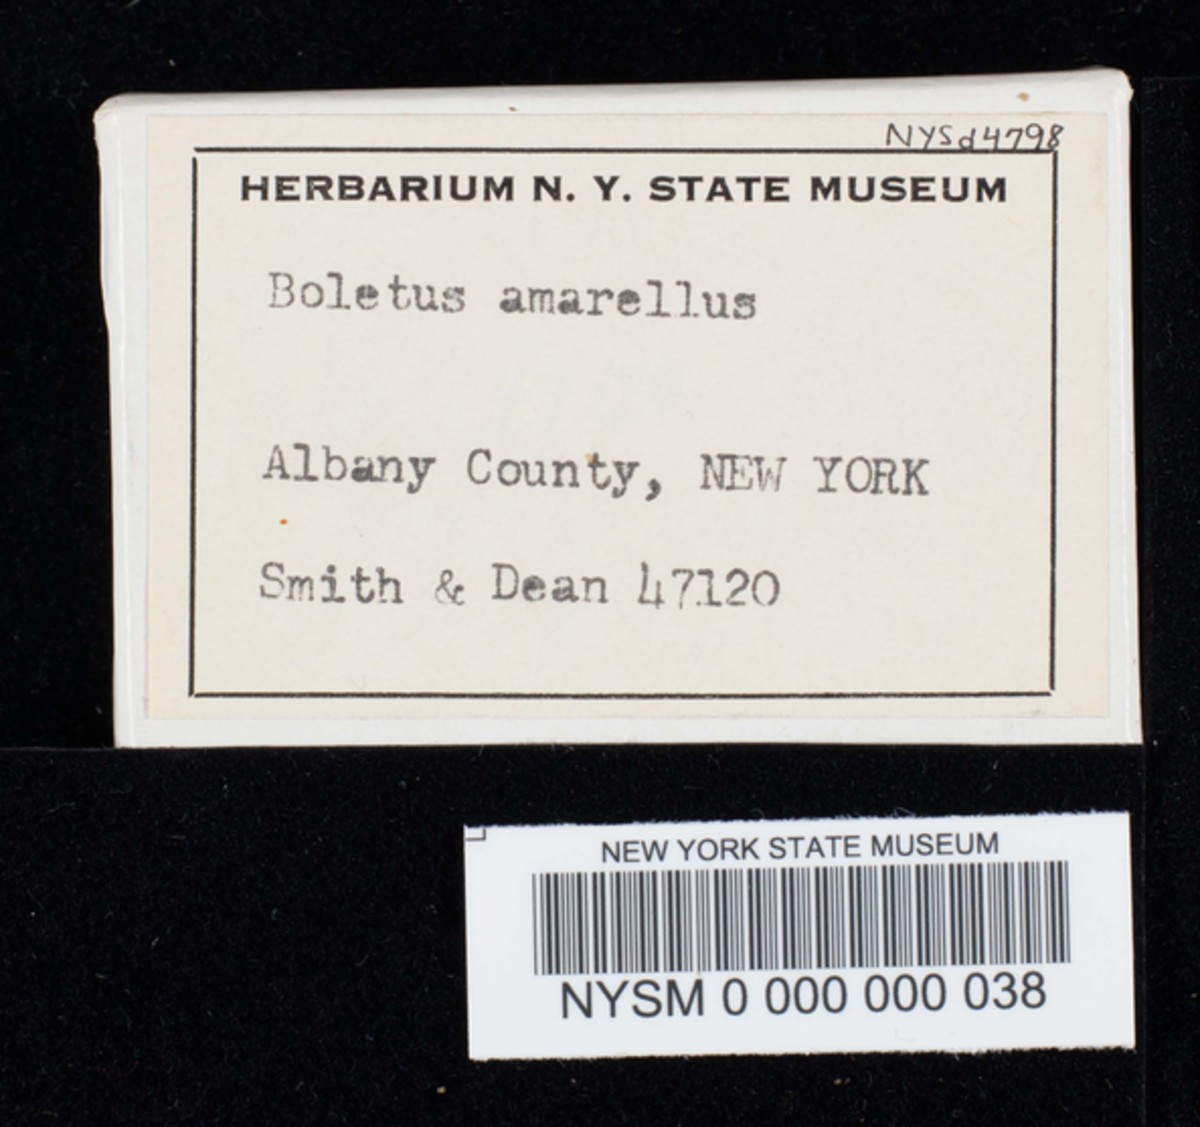 NYSd4798
HERBARIUM N. Y. STATE MUSEUM
Boletus amarellus
Albany County, NEW YORK
Smith & Dean 47120
NEW YORK STATE MUSEUM
NYSM 0 000 000 038